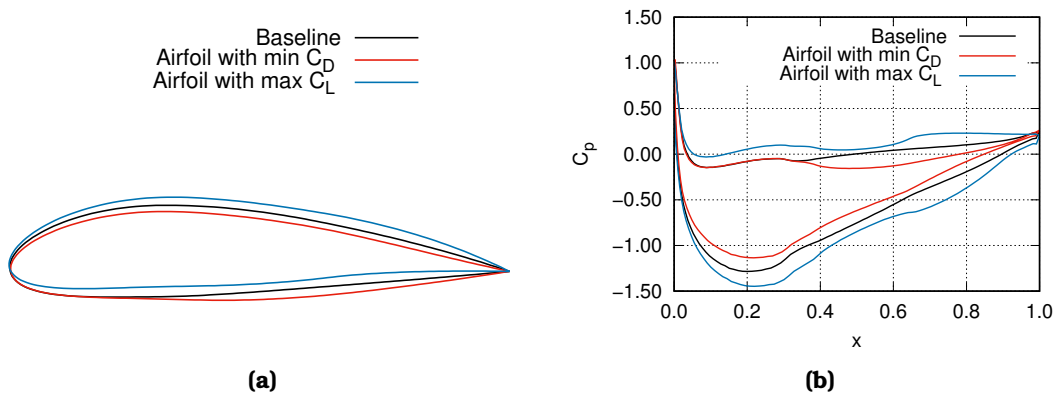 Baseline
Airfoil with min C_D
Airfoil with max C_L
(a)
1.50
1.00
0.50
0.00
−0.50
−1.00
−1.50
C_p
Baseline
Airfoil with min C_D
Airfoil with max C_L
0.0 0.2 0.4 0.6 0.8 1.0
x
(b)